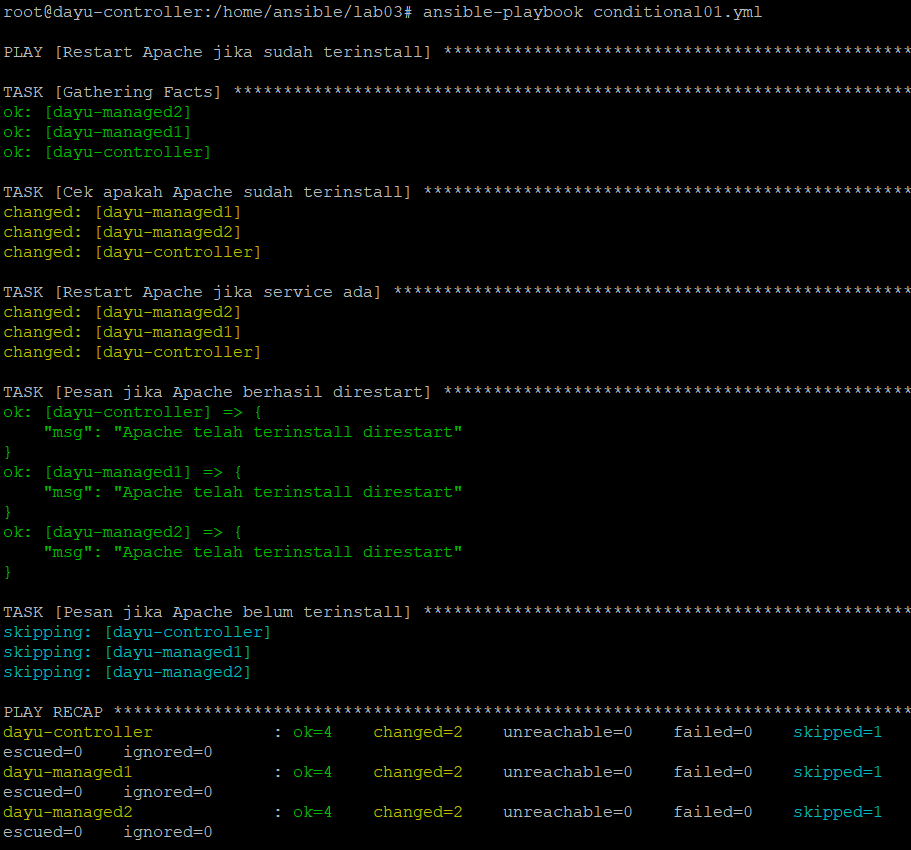 root@dayu-controller:/home/ansible/lab03# ansible-playbook conditional01.yml
PLAY [Restart Apache jika sudah terinstall] ***********************************************
TASK [Gathering Facts] ********************************************************************
ok: [dayu-managed2]
ok: [dayu-managed1]
ok: [dayu-controller]
TASK [Cek apakah Apache sudah terinstall] *************************************************
changed: [dayu-managed1]
changed: [dayu-managed2]
changed: [dayu-controller]
TASK [Restart Apache jika service ada] ****************************************************
changed: [dayu-managed2]
changed: [dayu-managed1]
changed: [dayu-controller]
TASK [Pesan jika Apache berhasil direstart] ***********************************************
ok: [dayu-controller] => {
    "msg": "Apache telah terinstall direstart"
}
ok: [dayu-managed1] => {
    "msg": "Apache telah terinstall direstart"
}
ok: [dayu-managed2] => {
    "msg": "Apache telah terinstall direstart"
}
TASK [Pesan jika Apache belum terinstall] *************************************************
skipping: [dayu-controller]
skipping: [dayu-managed1]
skipping: [dayu-managed2]
PLAY RECAP ********************************************************************************
dayu-controller            : ok=4    changed=2    unreachable=0    failed=0    skipped=1
escued=0    ignored=0
dayu-managed1              : ok=4    changed=2    unreachable=0    failed=0    skipped=1
escued=0    ignored=0
dayu-managed2              : ok=4    changed=2    unreachable=0    failed=0    skipped=1
escued=0    ignored=0